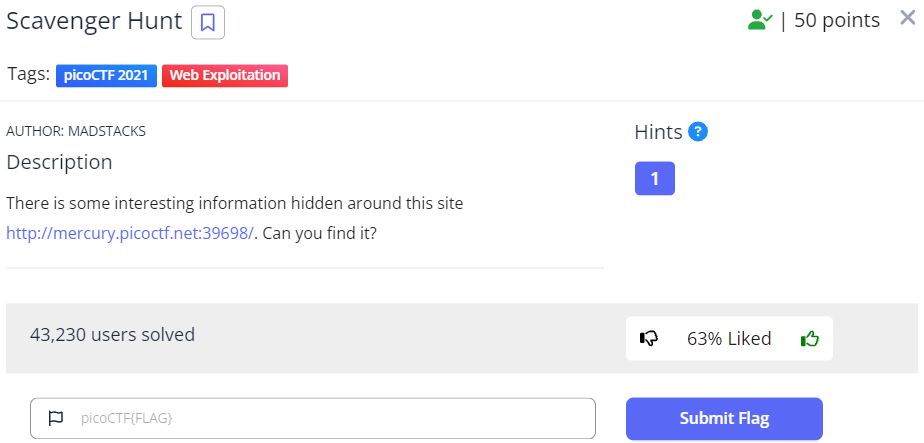 Scavenger Hunt
| 50 points
Tags: picoCTF 2021 Web Exploitation
AUTHOR: MADSTACKS
Hints ?
Description
1
There is some interesting information hidden around this site
http://mercury.picoctf.net:39698/. Can you find it?
43,230 users solved
63% Liked
picoCTF{FLAG}
Submit Flag